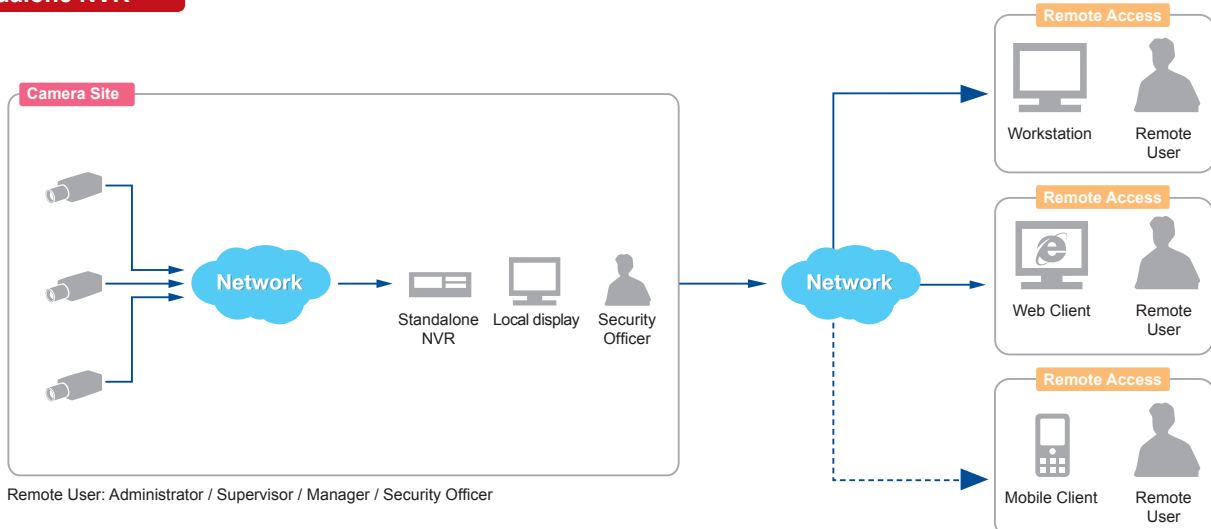 NVR
Camera Site
Network
Standalone
NVR
Local display
Security
Officer
Network
Remote Access
Workstation
Remote
User
Remote Access
Web Client
Remote
User
Remote Access
Mobile Client
Remote
User
Remote User: Administrator / Supervisor / Manager / Security Officer